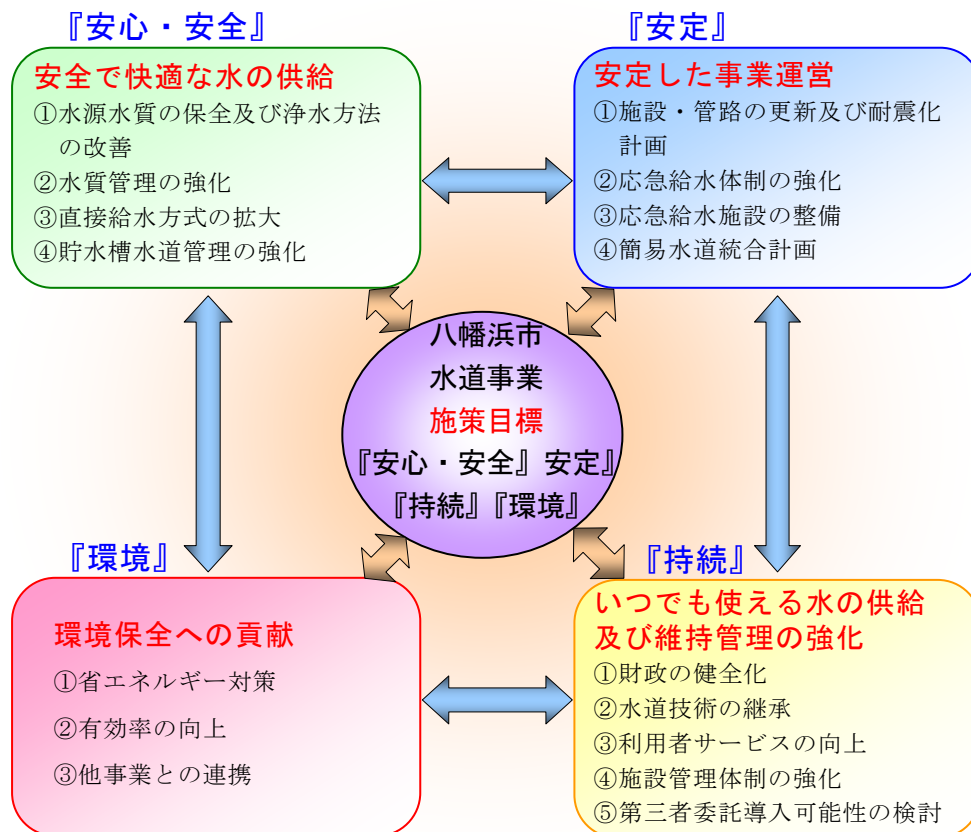 『安心・安全』
安全で快適な水の供給
①水源水質の保全及び浄水方法
の改善
②水質管理の強化
③直接給水方式の拡大
④貯水槽水道管理の強化
『安定』
安定した事業運営
①施設・管路の更新及び耐震化
計画
②応急給水体制の強化
③応急給水施設の整備
④簡易水道統合計画
八幡浜市
水道事業
施策目標
『安心・安全』安定』
『持続』『環境』
『環境』
環境保全への貢献
①省エネルギー対策
②有効率の向上
③他事業との連携
『持続』
いつでも使える水の供給
及び維持管理の強化
①財政の健全化
②水道技術の継承
③利用者サービスの向上
④施設管理体制の強化
⑤第三者委託導入可能性の検討